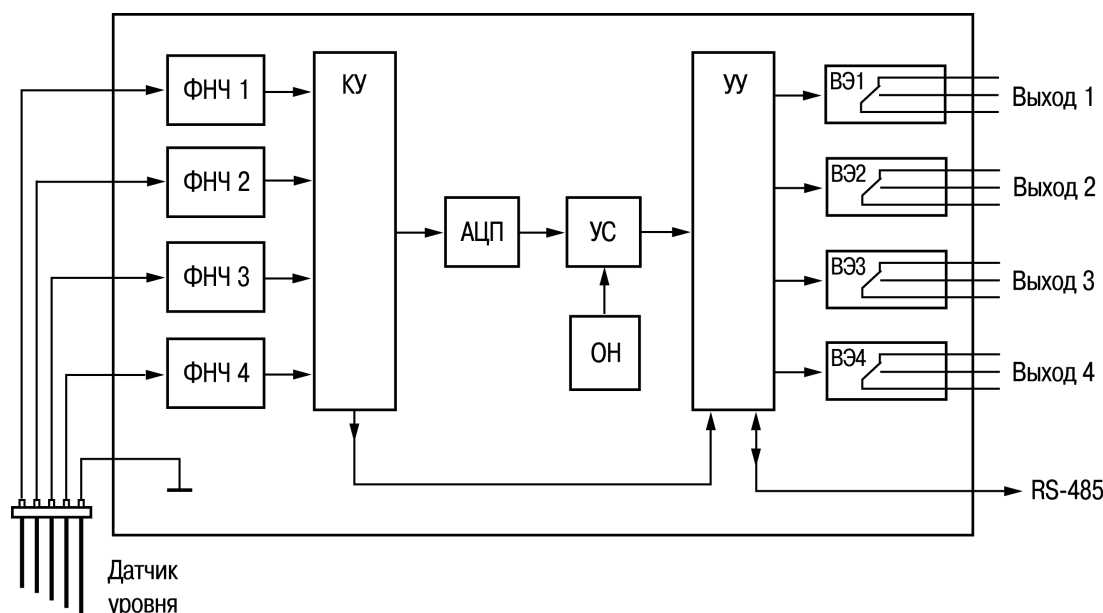 ФНЧ 1
КУ
УУ
ВЭ1
Выход 1
ФНЧ 2
ВЭ2
Выход 2
АЦП
УС
ФНЧ 3
ВЭ3
Выход 3
ОН
ФНЧ 4
ВЭ4
Выход 4
RS-485
Датчик
уровня